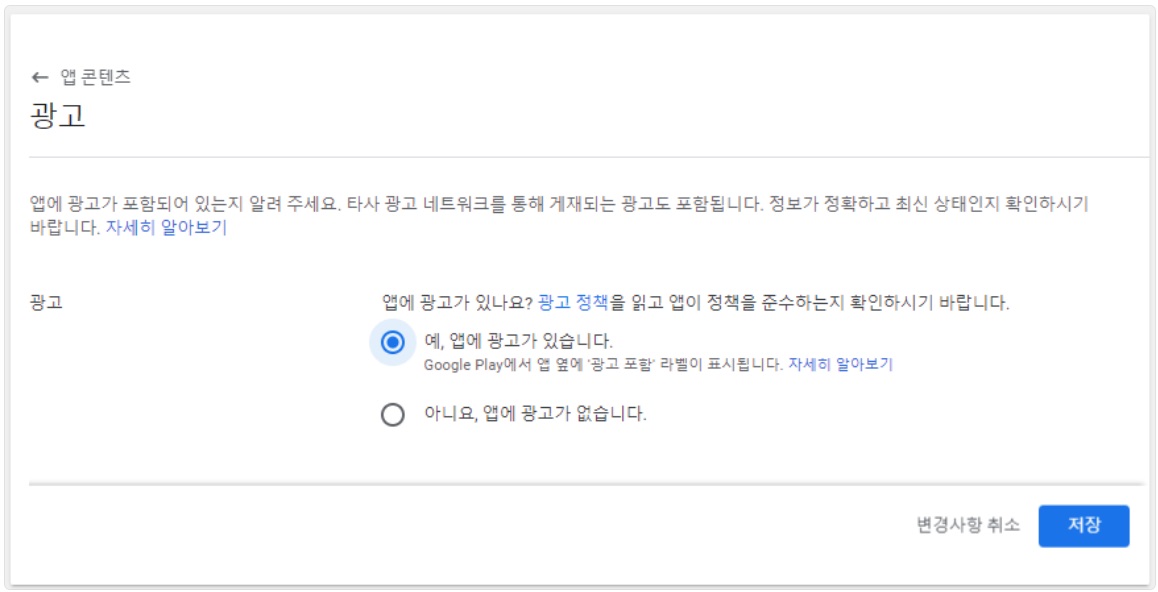 ← 앱 콘텐츠
광고
앱에 광고가 포함되어 있는지 알려 주세요. 타사 광고 네트워크를 통해 게재되는 광고도 포함됩니다. 정보가 정확하고 최신 상태인지 확인하시기
바랍니다. 자세히 알아보기
광고
앱에 광고가 있나요? 광고 정책을 읽고 앱이 정책을 준수하는지 확인하시기 바랍니다.
예, 앱에 광고가 있습니다.
Google Play에서 앱 옆에 '광고 포함' 라벨이 표시됩니다. 자세히 알아보기
아니요, 앱에 광고가 없습니다.
변경사항 취소
저장